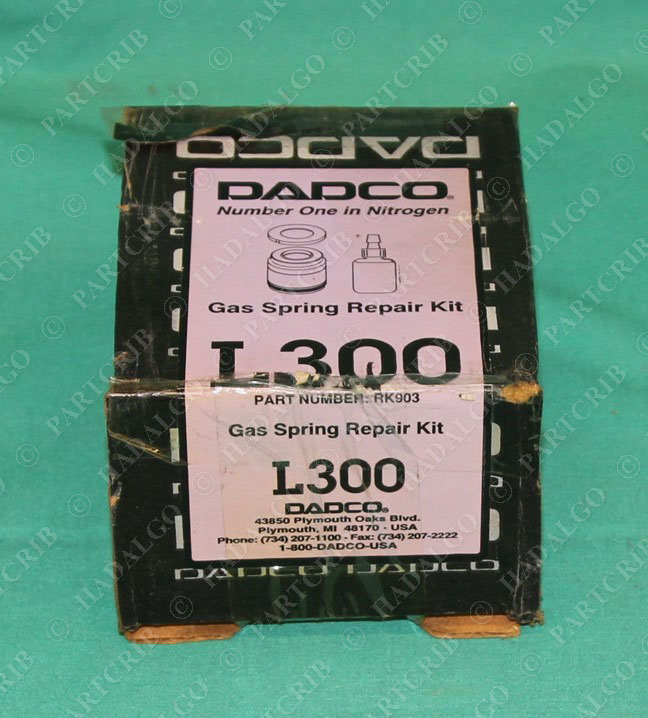 DADCO
DADCO®
Number One in Nitrogen
Gas Spring Repair Kit
L300
PART NUMBER: RK903
Gas Spring Repair Kit
L300
DADCO®
43850 Plymouth Oaks Blvd.
Plymouth, MI 48170 - USA
Phone: (734) 207-1100 - Fax: (734) 207-2222
1-800-DADCO-USA
DADCO DADCO
© PARTCRIB
© HADALGO